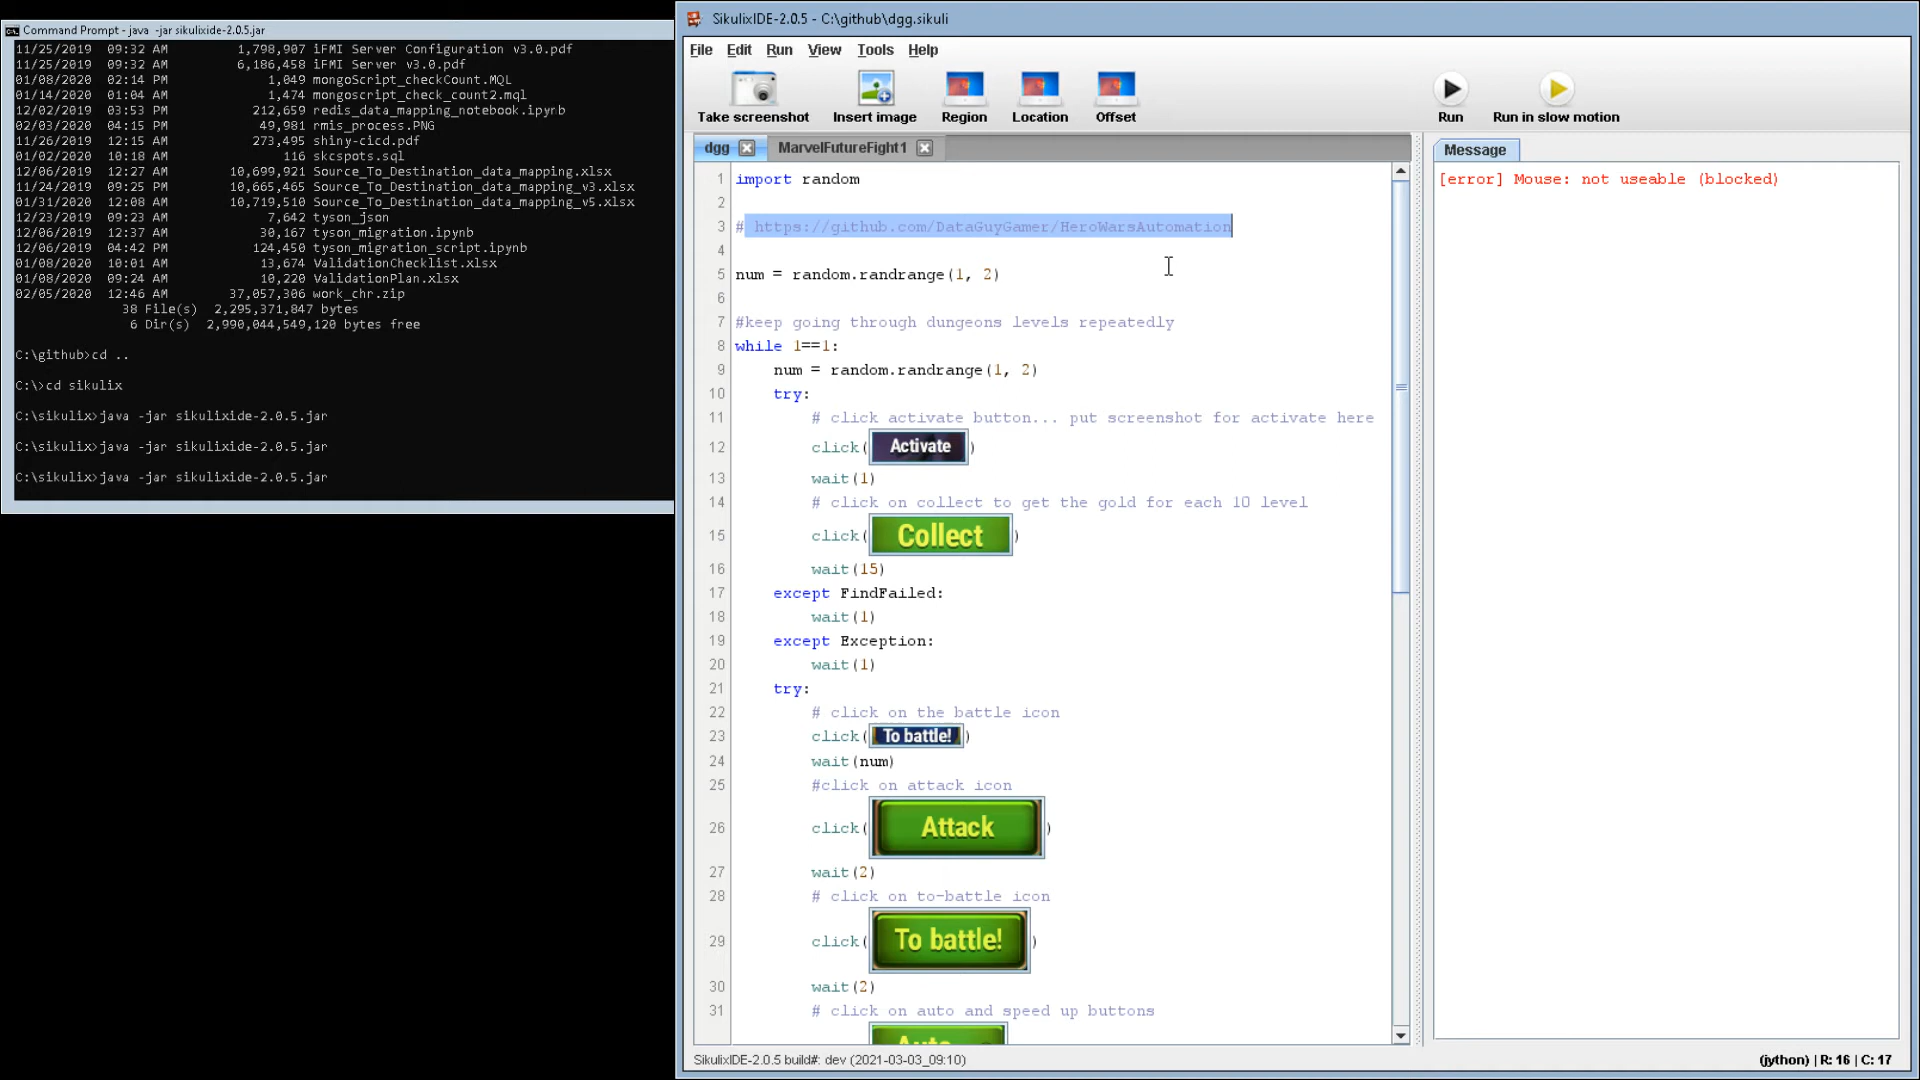 Command Prompt - java -jar sikulixide-2.0.5.jar
11/25/2019 09:32 AM 1,798,907 iFMI Server Configuration v3.0.pdf
11/25/2019 09:32 AM 6,186,458 iFMI Server v3.0.pdf
01/08/2020 02:14 PM 1,049 mongoScript_checkCount.MQL
01/14/2020 01:04 AM 1,474 mongoscript_check_count2.mql
12/02/2019 03:53 PM 212,659 redis_data_mapping_notebook.ipynb
02/03/2020 04:15 PM 49,981 rmis_process.PNG
11/26/2019 12:15 AM 273,495 shiny-cicd.pdf
01/02/2020 10:18 AM 116 skcspots.sql
12/06/2019 12:27 AM 10,699,921 Source_To_Destination_data_mapping.xlsx
11/24/2019 09:25 PM 10,665,465 Source_To_Destination_data_mapping_v3.xlsx
01/31/2020 12:08 AM 10,719,510 Source_To_Destination_data_mapping_v5.xlsx
12/23/2019 09:23 AM 7,642 tyson_json
12/06/2019 12:37 AM 30,167 tyson_migration.ipynb
12/06/2019 04:42 PM 124,450 tyson_migration_script.ipynb
01/08/2020 10:01 AM 13,674 ValidationChecklist.xlsx
01/08/2020 09:24 AM 10,220 ValidationPlan.xlsx
02/05/2020 12:46 AM 37,057,306 work_chr.zip
38 File(s) 2,295,371,847 bytes
6 Dir(s) 2,990,044,549,120 bytes free
C:\github>cd ..
C:\>cd sikulix
C:\sikulix>java -jar sikulixide-2.0.5.jar
C:\sikulix>java -jar sikulixide-2.0.5.jar
C:\sikulix>java -jar sikulixide-2.0.5.jar
SikulixIDE-2.0.5 - C:\github\dgg.sikuli
File Edit Run View Tools Help
Take screenshot Insert image Region Location Offset Run Run in slow motion
dgg MarvelFutureFight1
1 import random
2
3 # https://github.com/DataGuyGamer/HeroWarsAutomation
4
5 num = random.randrange(1, 2)
6
7 #keep going through dungeons levels repeatedly
8 while 1==1:
9 num = random.randrange(1, 2)
10 try:
11 # click activate button... put screenshot for activate here
12 click( Activate )
13 wait(1)
14 # click on collect to get the gold for each 10 level
15 click( Collect )
16 wait(15)
17 except FindFailed:
18 wait(1)
19 except Exception:
20 wait(1)
21 try:
22 # click on the battle icon
23 click( To battle! )
24 wait(num)
25 #click on attack icon
26 click( Attack )
27 wait(2)
28 # click on to-battle icon
29 click( To battle! )
30 wait(2)
31 # click on auto and speed up buttons
Auto
Message
[error] Mouse: not useable (blocked)
SikulixIDE-2.0.5 build#: dev (2021-03-03_09:10)
(jython) | R: 16 | C: 17